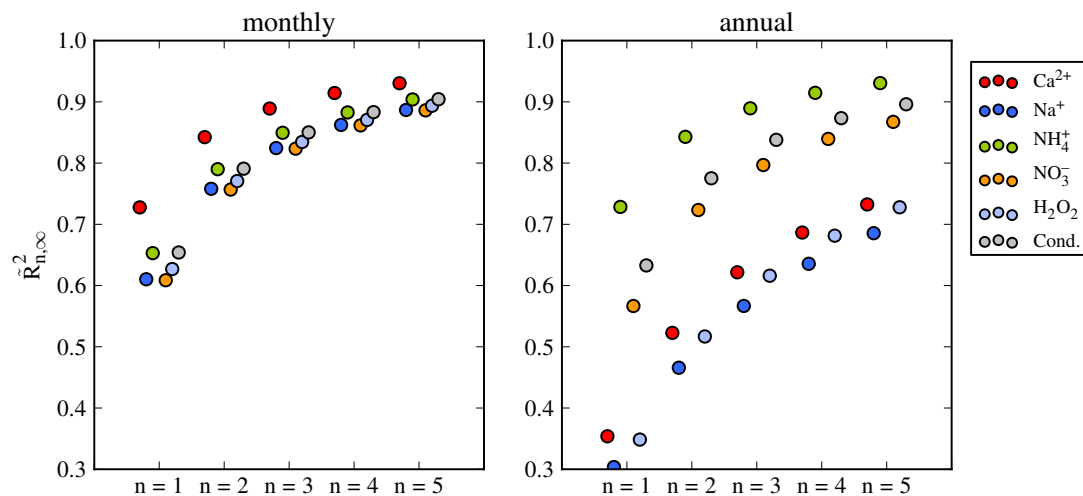 monthly
annual
1.0
0.9
0.8
0.7
0.6
0.5
0.4
0.3
R̃²n,∞
n = 1 n = 2 n = 3 n = 4 n = 5
1.0
0.9
0.8
0.7
0.6
0.5
0.4
0.3
n = 1 n = 2 n = 3 n = 4 n = 5
Ca²⁺
Na⁺
NH₄⁺
NO₃⁻
H₂O₂
Cond.